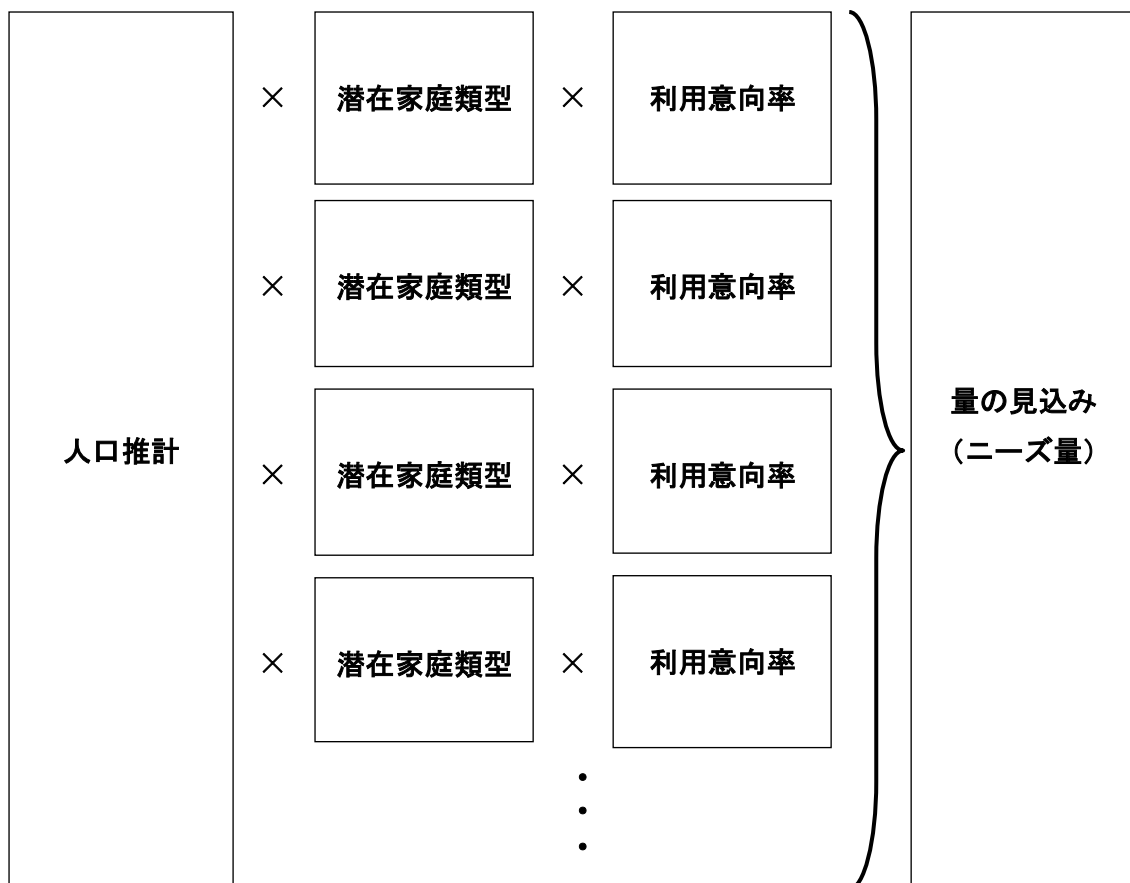 人口推計
× 潜在家庭類型 × 利用意向率
× 潜在家庭類型 × 利用意向率
× 潜在家庭類型 × 利用意向率
× 潜在家庭類型 × 利用意向率
・
・
・
量の見込み
（ニーズ量）